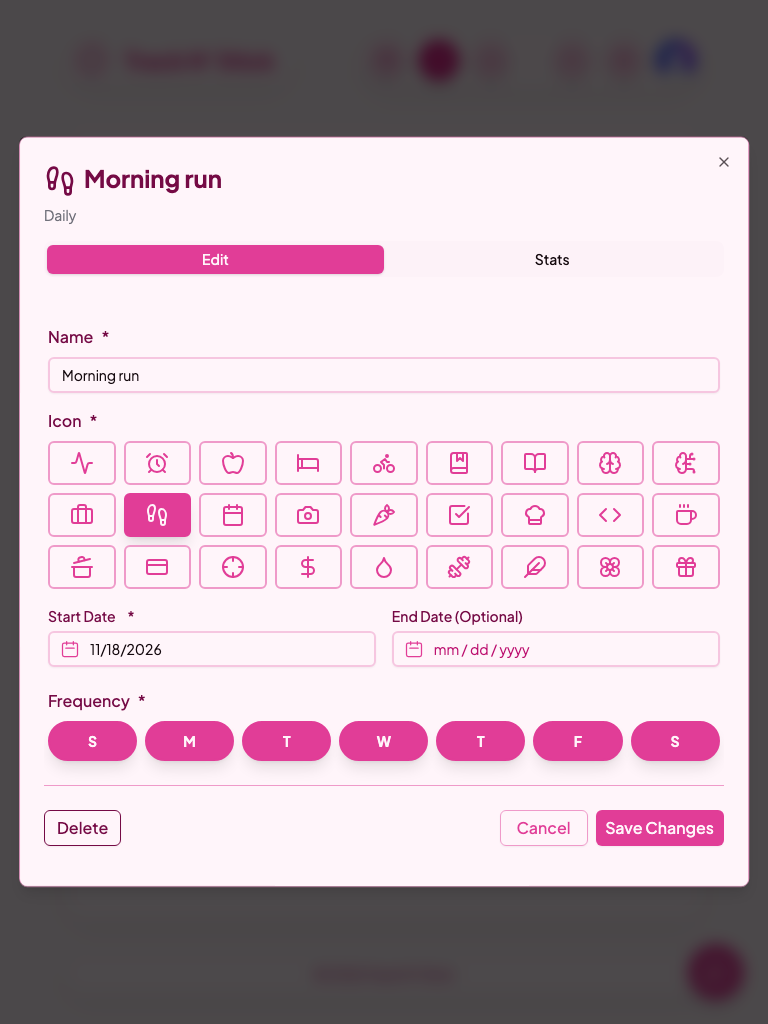 Morning run
Daily
Edit Stats
Name *
Morning run
Icon *
Start Date * End Date (Optional)
11/18/2026 mm / dd / yyyy
Frequency *
S M T W T F S
Delete Cancel Save Changes